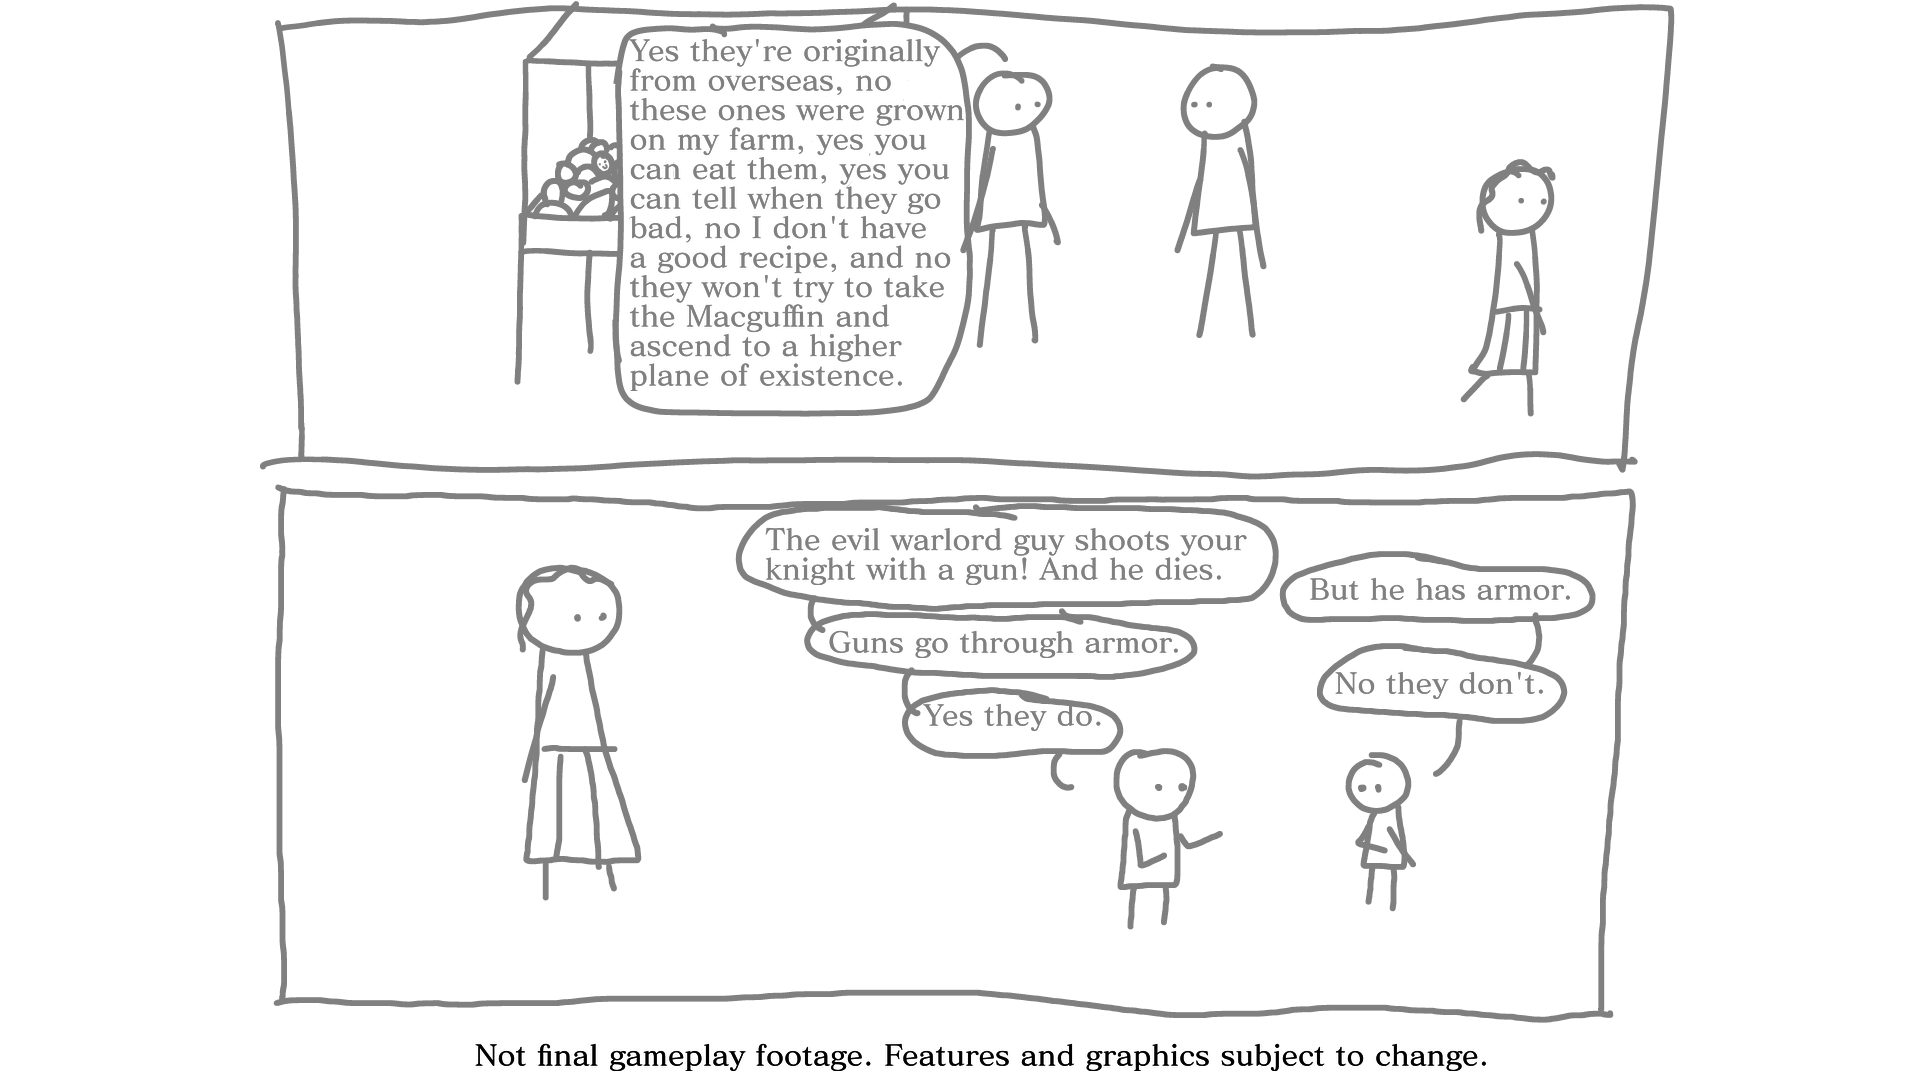 Yes they're originally
from overseas, no
these ones were grown
on my farm, yes you
can eat them, yes you
can tell when they go
bad, no I don't have
a good recipe, and no
they won't try to take
the Macguffin and
ascend to a higher
plane of existence.
The evil warlord guy shoots your
knight with a gun! And he dies.
But he has armor.
Guns go through armor.
No they don't.
Yes they do.
Not final gameplay footage. Features and graphics subject to change.